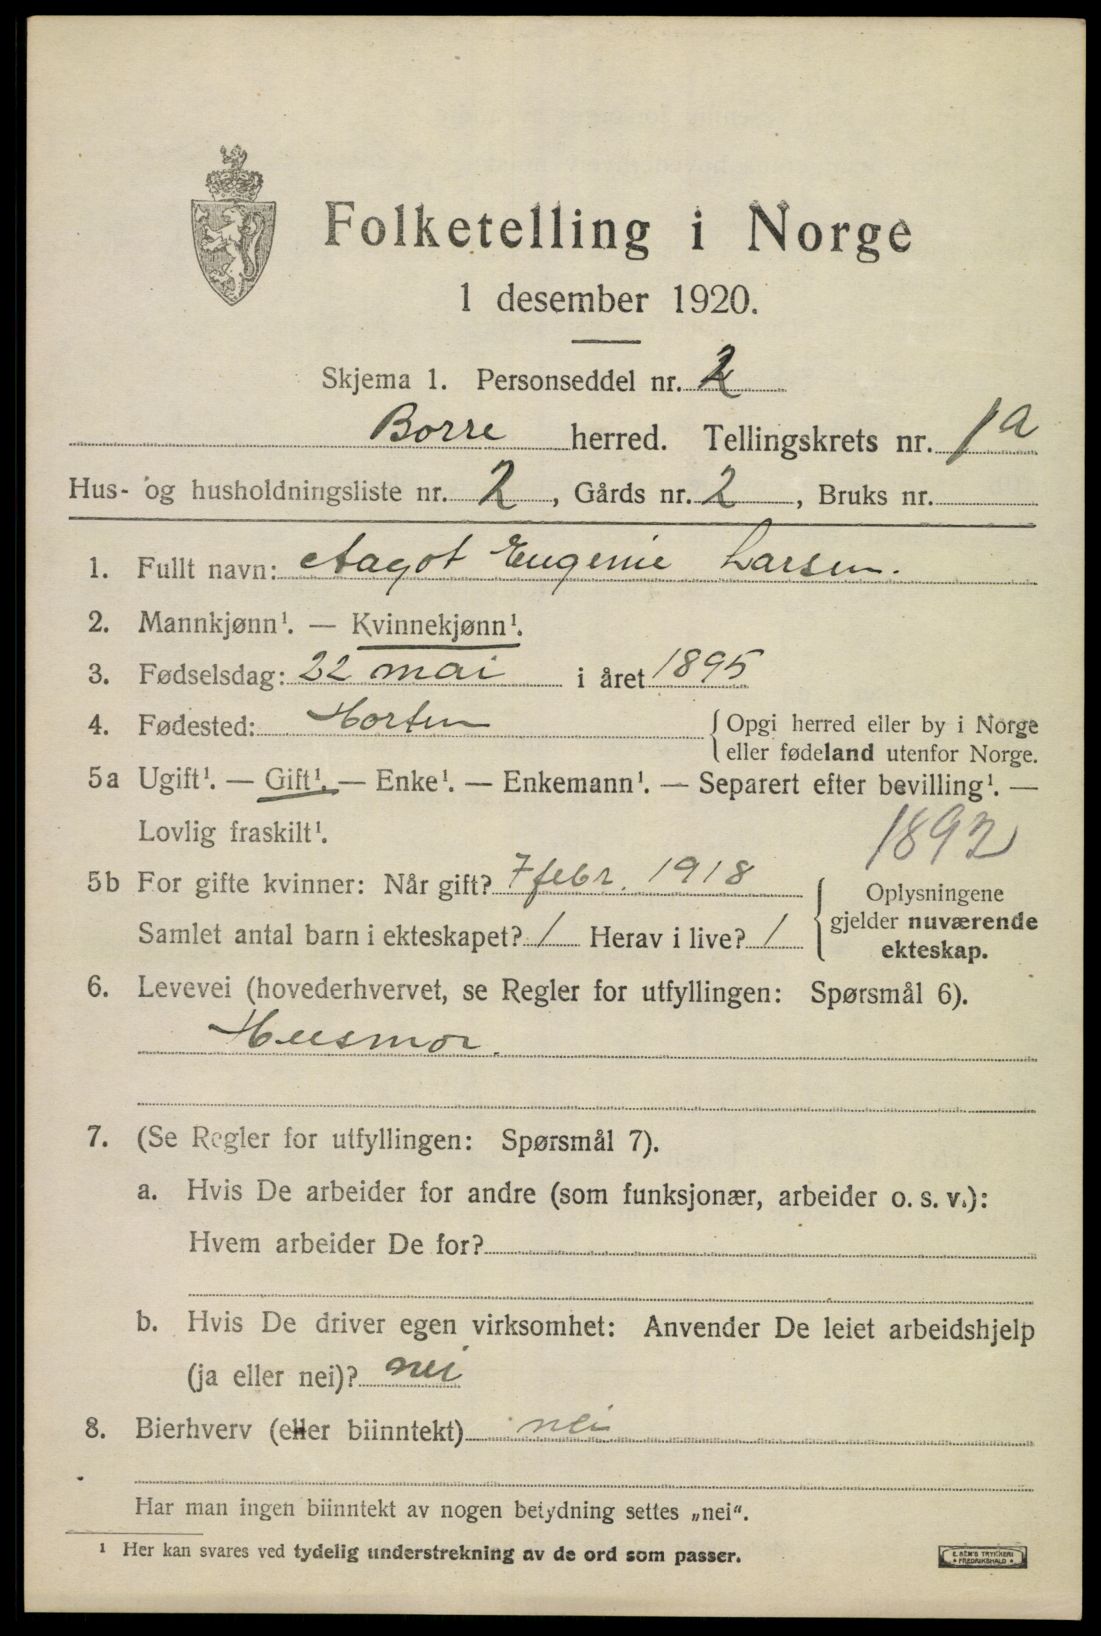 Folketelling i Norge
1 desember 1920.
Skjema 1. Personseddel nr. 2
Borre herred. Tellingskrets nr. 1a
Hus- og husholdningsliste nr. 2, Gårds nr. 2, Bruks nr.
1. Fullt navn: Aagot Eugenie Larsen.
2. Mannkjønn¹. — Kvinnekjønn¹.
3. Fødselsdag: 22 mai i året 1895
4. Fødested: Horten { Opgi herred eller by i Norge
eller fødeland utenfor Norge.
5a Ugift¹. — Gift¹. — Enke¹. — Enkemann¹. — Separert efter bevilling¹. —
Lovlig fraskilt¹. 1892
5b For gifte kvinner: Når gift? 7 febr. 1918
Samlet antal barn i ekteskapet? 1 Herav i live? 1
{ Oplysningene
gjelder nuværende
ekteskap.
6. Levevei (hovederhvervet, se Regler for utfyllingen: Spørsmål 6).
Husmor.
7. (Se Regler for utfyllingen: Spørsmål 7).
a. Hvis De arbeider for andre (som funksjonær, arbeider o. s. v.):
Hvem arbeider De for?
b. Hvis De driver egen virksomhet: Anvender De leiet arbeidshjelp
(ja eller nei)? nei
8. Bierhverv (eller biinntekt) nei
Har man ingen biinntekt av nogen betydning settes „nei“.
¹ Her kan svares ved tydelig understrekning av de ord som passer.
E. SEM'S TRYKKERI
FREDRIKSHALD